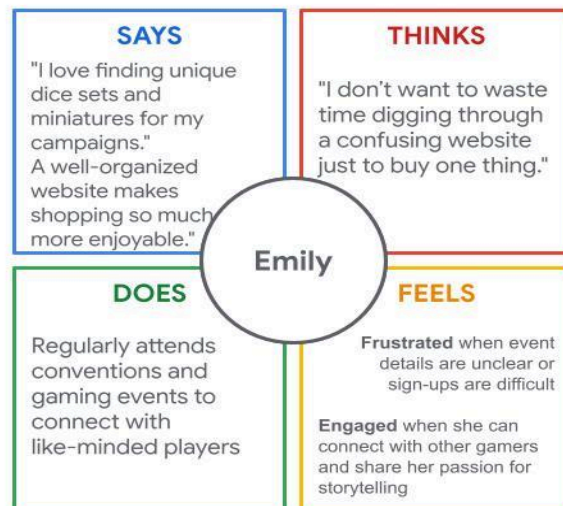 SAYS
"I love finding unique
dice sets and
miniatures for my
campaigns."
A well-organized
website makes
shopping so much
more enjoyable."
THINKS
"I don't want to waste
time digging through
a confusing website
just to buy one thing."
Emily
DOES
Regularly attends
conventions and
gaming events to
connect with
like-minded players
FEELS
Frustrated when event
details are unclear or
sign-ups are difficult
Engaged when she can
connect with other gamers
and share her passion for
storytelling